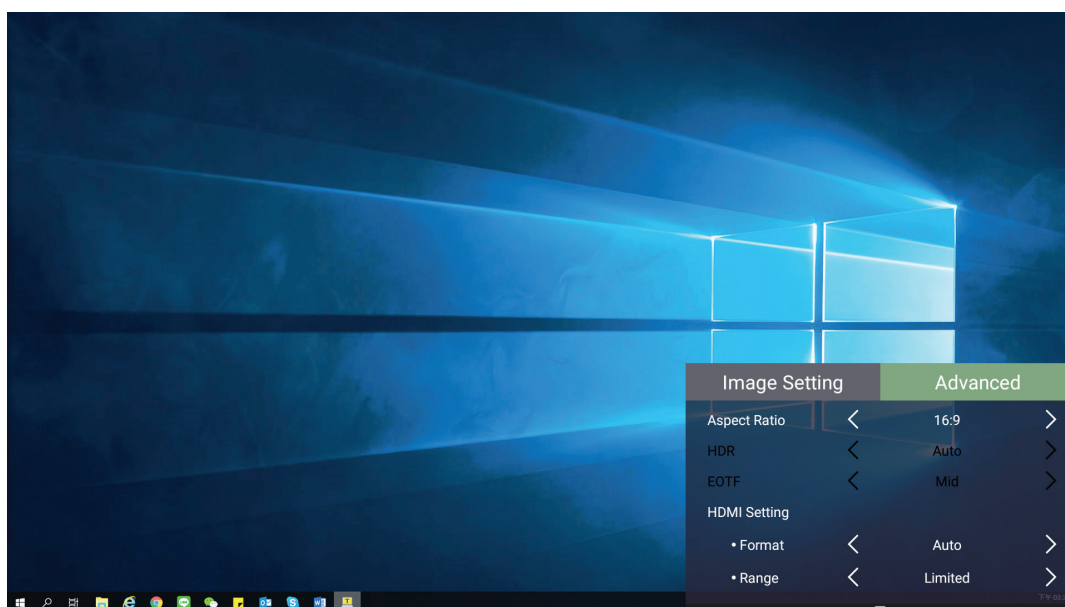 Image Setting Advanced
Aspect Ratio 16:9
HDR Auto
EOTF Mid
HDMI Setting
• Format Auto
• Range Limited